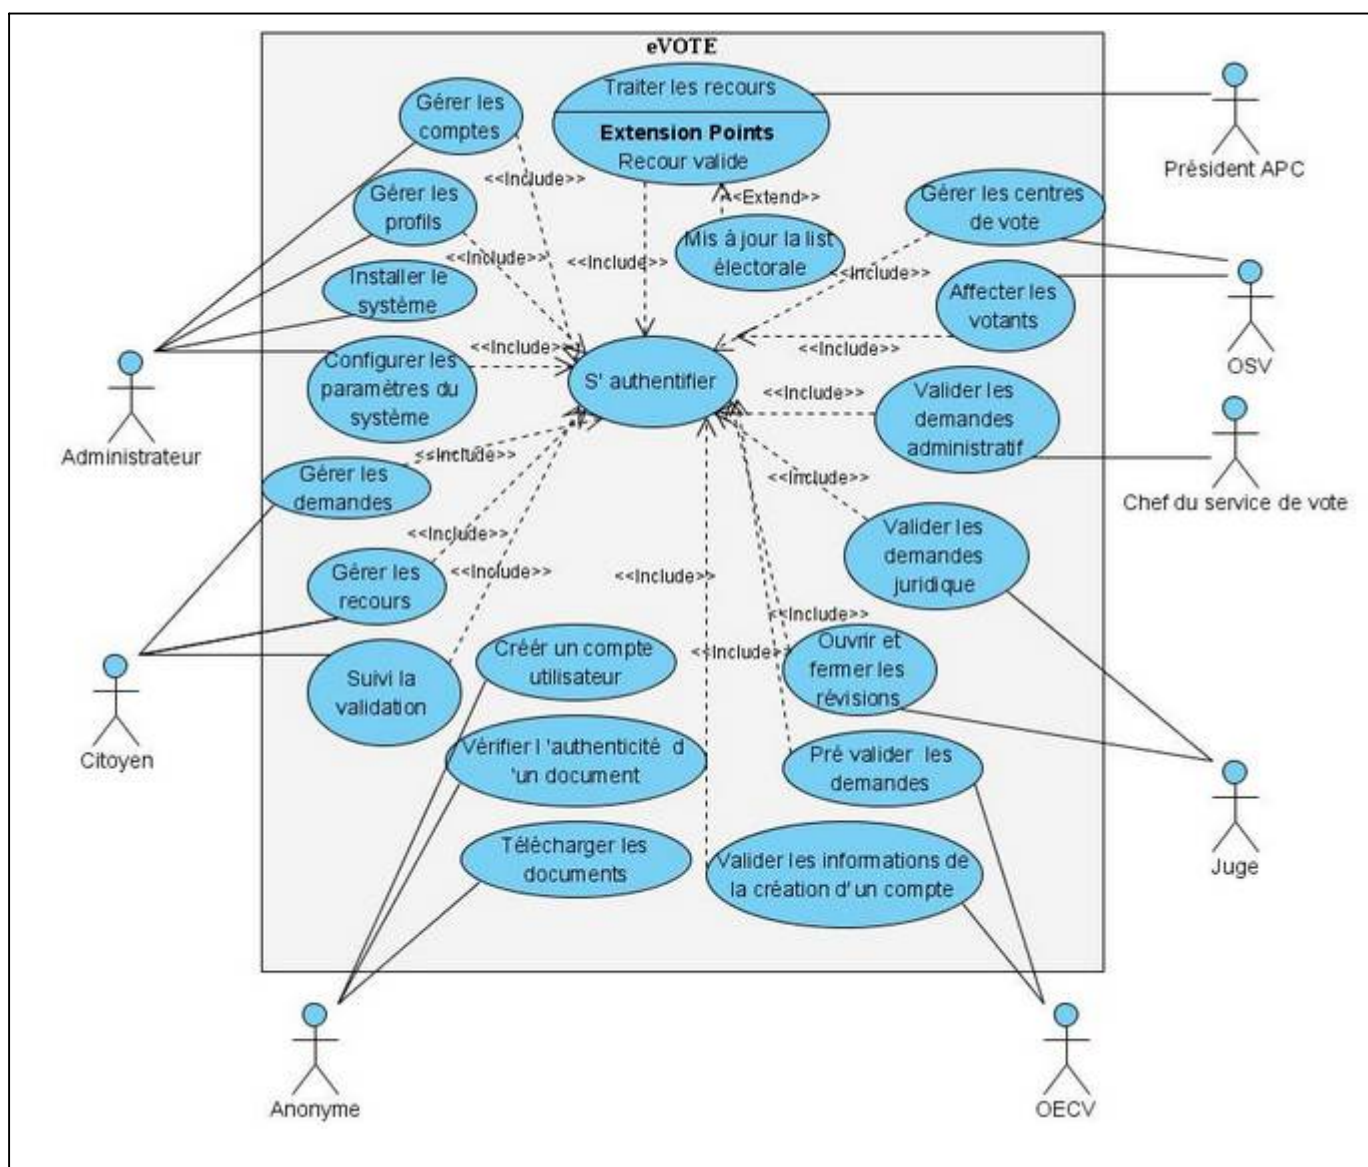 eVOTE
Traiter les recours
Extension Points
Recour valide
Gérer les
comptes
<<Include>>
Président APC
<<Extend>>
Gérer les centres
de vote
Gérer les
profils
<<Include>>
<<Include>>
Mis à jour la list
électorale
<<Include>>
Installer le
système
Affecter les
votants
OSV
<<Include>>
<<Include>>
Configurer les
paramètres du
système
S' authentifier
Administrateur
<<Include>>
Valider les
demandes
administratif
Chef du service de vote
<<Include>>
Gérer les
demandes
<<Include>>
<<Include>>
Valider les
demandes
juridique
Gérer les
recours
<<Include>>
<<Include>>
<<Include>>
<<Include>>
Créér un compte
utilisateur
Ouvrir et
fermer les
révisions
Suivi la
validation
Citoyen
Vérifier l 'authenticité d
'un document
Pré valider les
demandes
Télécharger les
documents
Valider les informations de
la création d' un compte
Juge
Anonyme
OECV